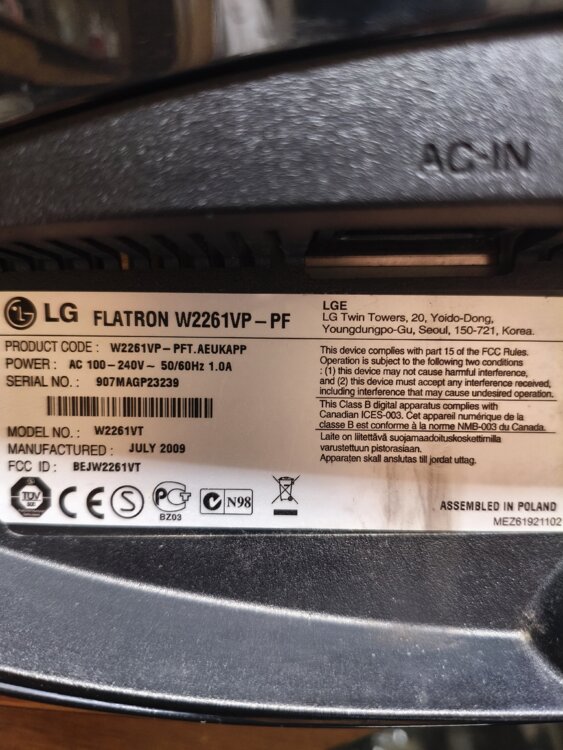 AC-IN
LG FLATRON W2261VP-PF
PRODUCT CODE : W2261VP-PFT.AEUKAPP
POWER : AC 100-240V~ 50/60Hz 1.0A
SERIAL NO. : 907MAGP23239
MODEL NO. : W2261VT
MANUFACTURED : JULY 2009
FCC ID : BEJW2261VT
TÜV
CE
S
BZ03
N98
LGE
LG Twin Towers, 20, Yoido-Dong,
Youngdungpo-Gu, Seoul, 150-721, Korea.
This device complies with part 15 of the FCC Rules.
Operation is subject to the following two conditions
: (1) this device may not cause harmful interference,
and (2) this device must accept any interference received,
including interference that may cause undesired operation.
This Class B digital apparatus complies with
Canadian ICES-003. Cet appareil numérique de la
classe B est conforme à la norme NMB-003 du Canada.
Laite on liitettävä suojamaadoituskoskettimilla
varustettuun pistorasiaan.
Apparaten skall anslutas till jordat uttag.
ASSEMBLED IN POLAND
MEZ61921102